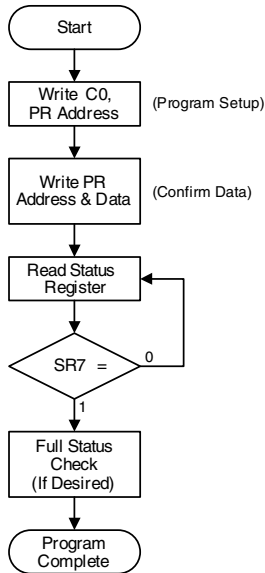 Start
Write C0,
PR Address
(Program Setup)
Write PR
Address & Data
(Confirm Data)
Read Status
Register
SR7 =
0
1
Full Status
Check
(If Desired)
Program
Complete